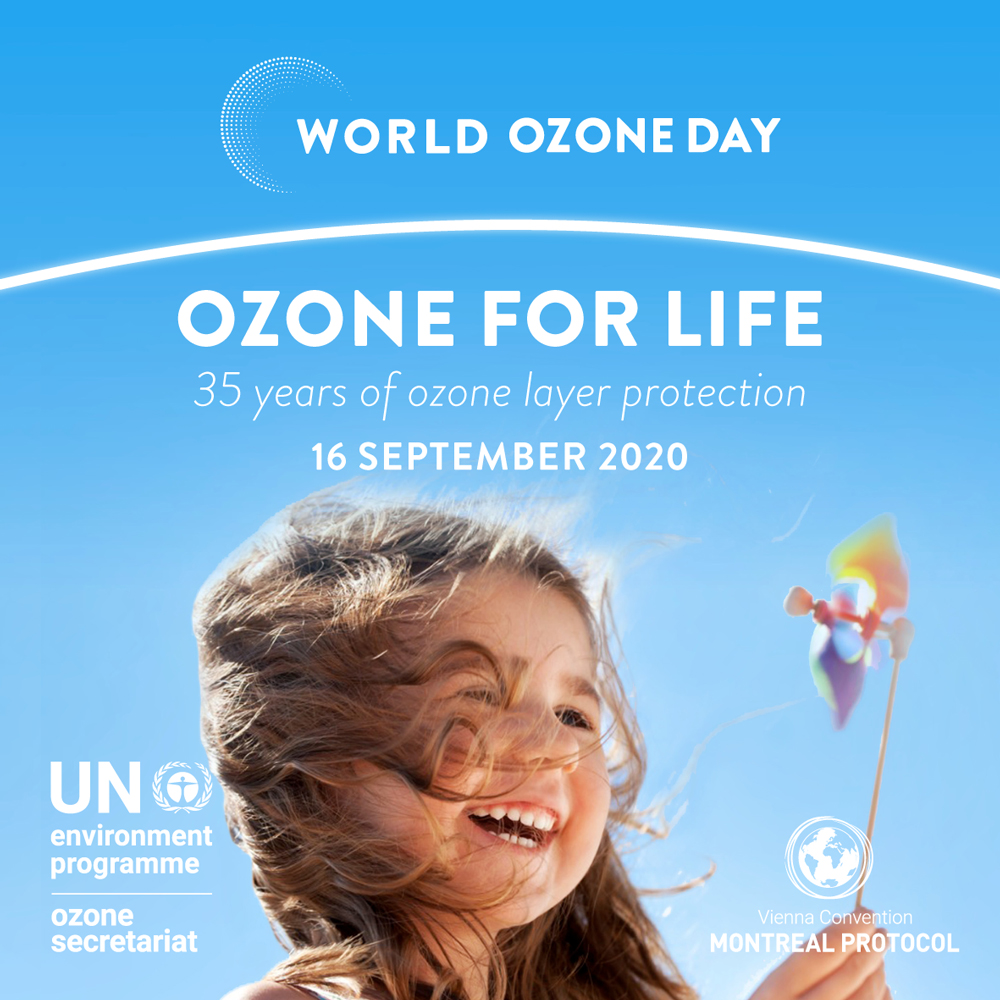 WORLD OZONE DAY
OZONE FOR LIFE
35 years of ozone layer protection
16 SEPTEMBER 2020
UN
environment
programme
ozone
secretariat
Vienna Convention
MONTREAL PROTOCOL